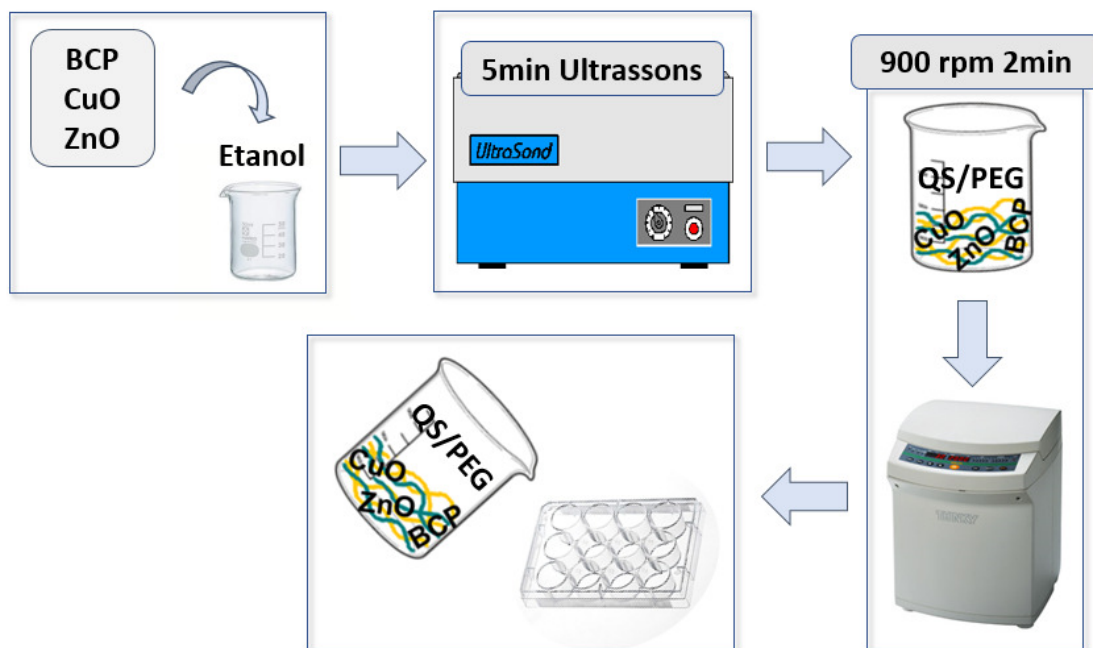 BCP
CuO
ZnO
Etanol
5min Ultrassons
UltraSond
900 rpm 2min
QS/PEG
CuO
ZnO
BCP
QS/PEG
CuO
ZnO
BCP